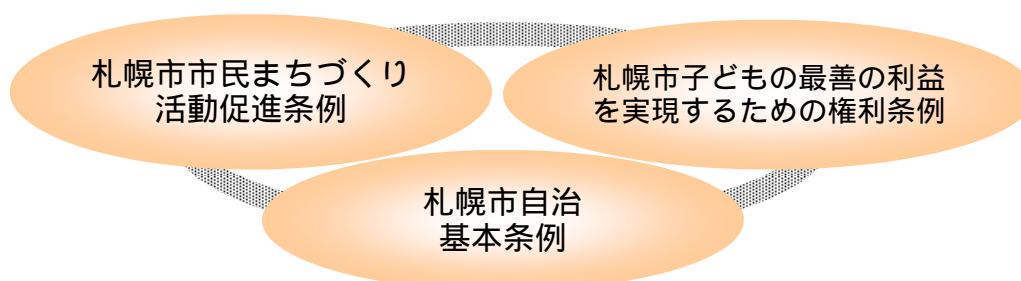 札幌市市民まちづくり
活動促進条例
札幌市子どもの最善の利益
を実現するための権利条例
札幌市自治
基本条例